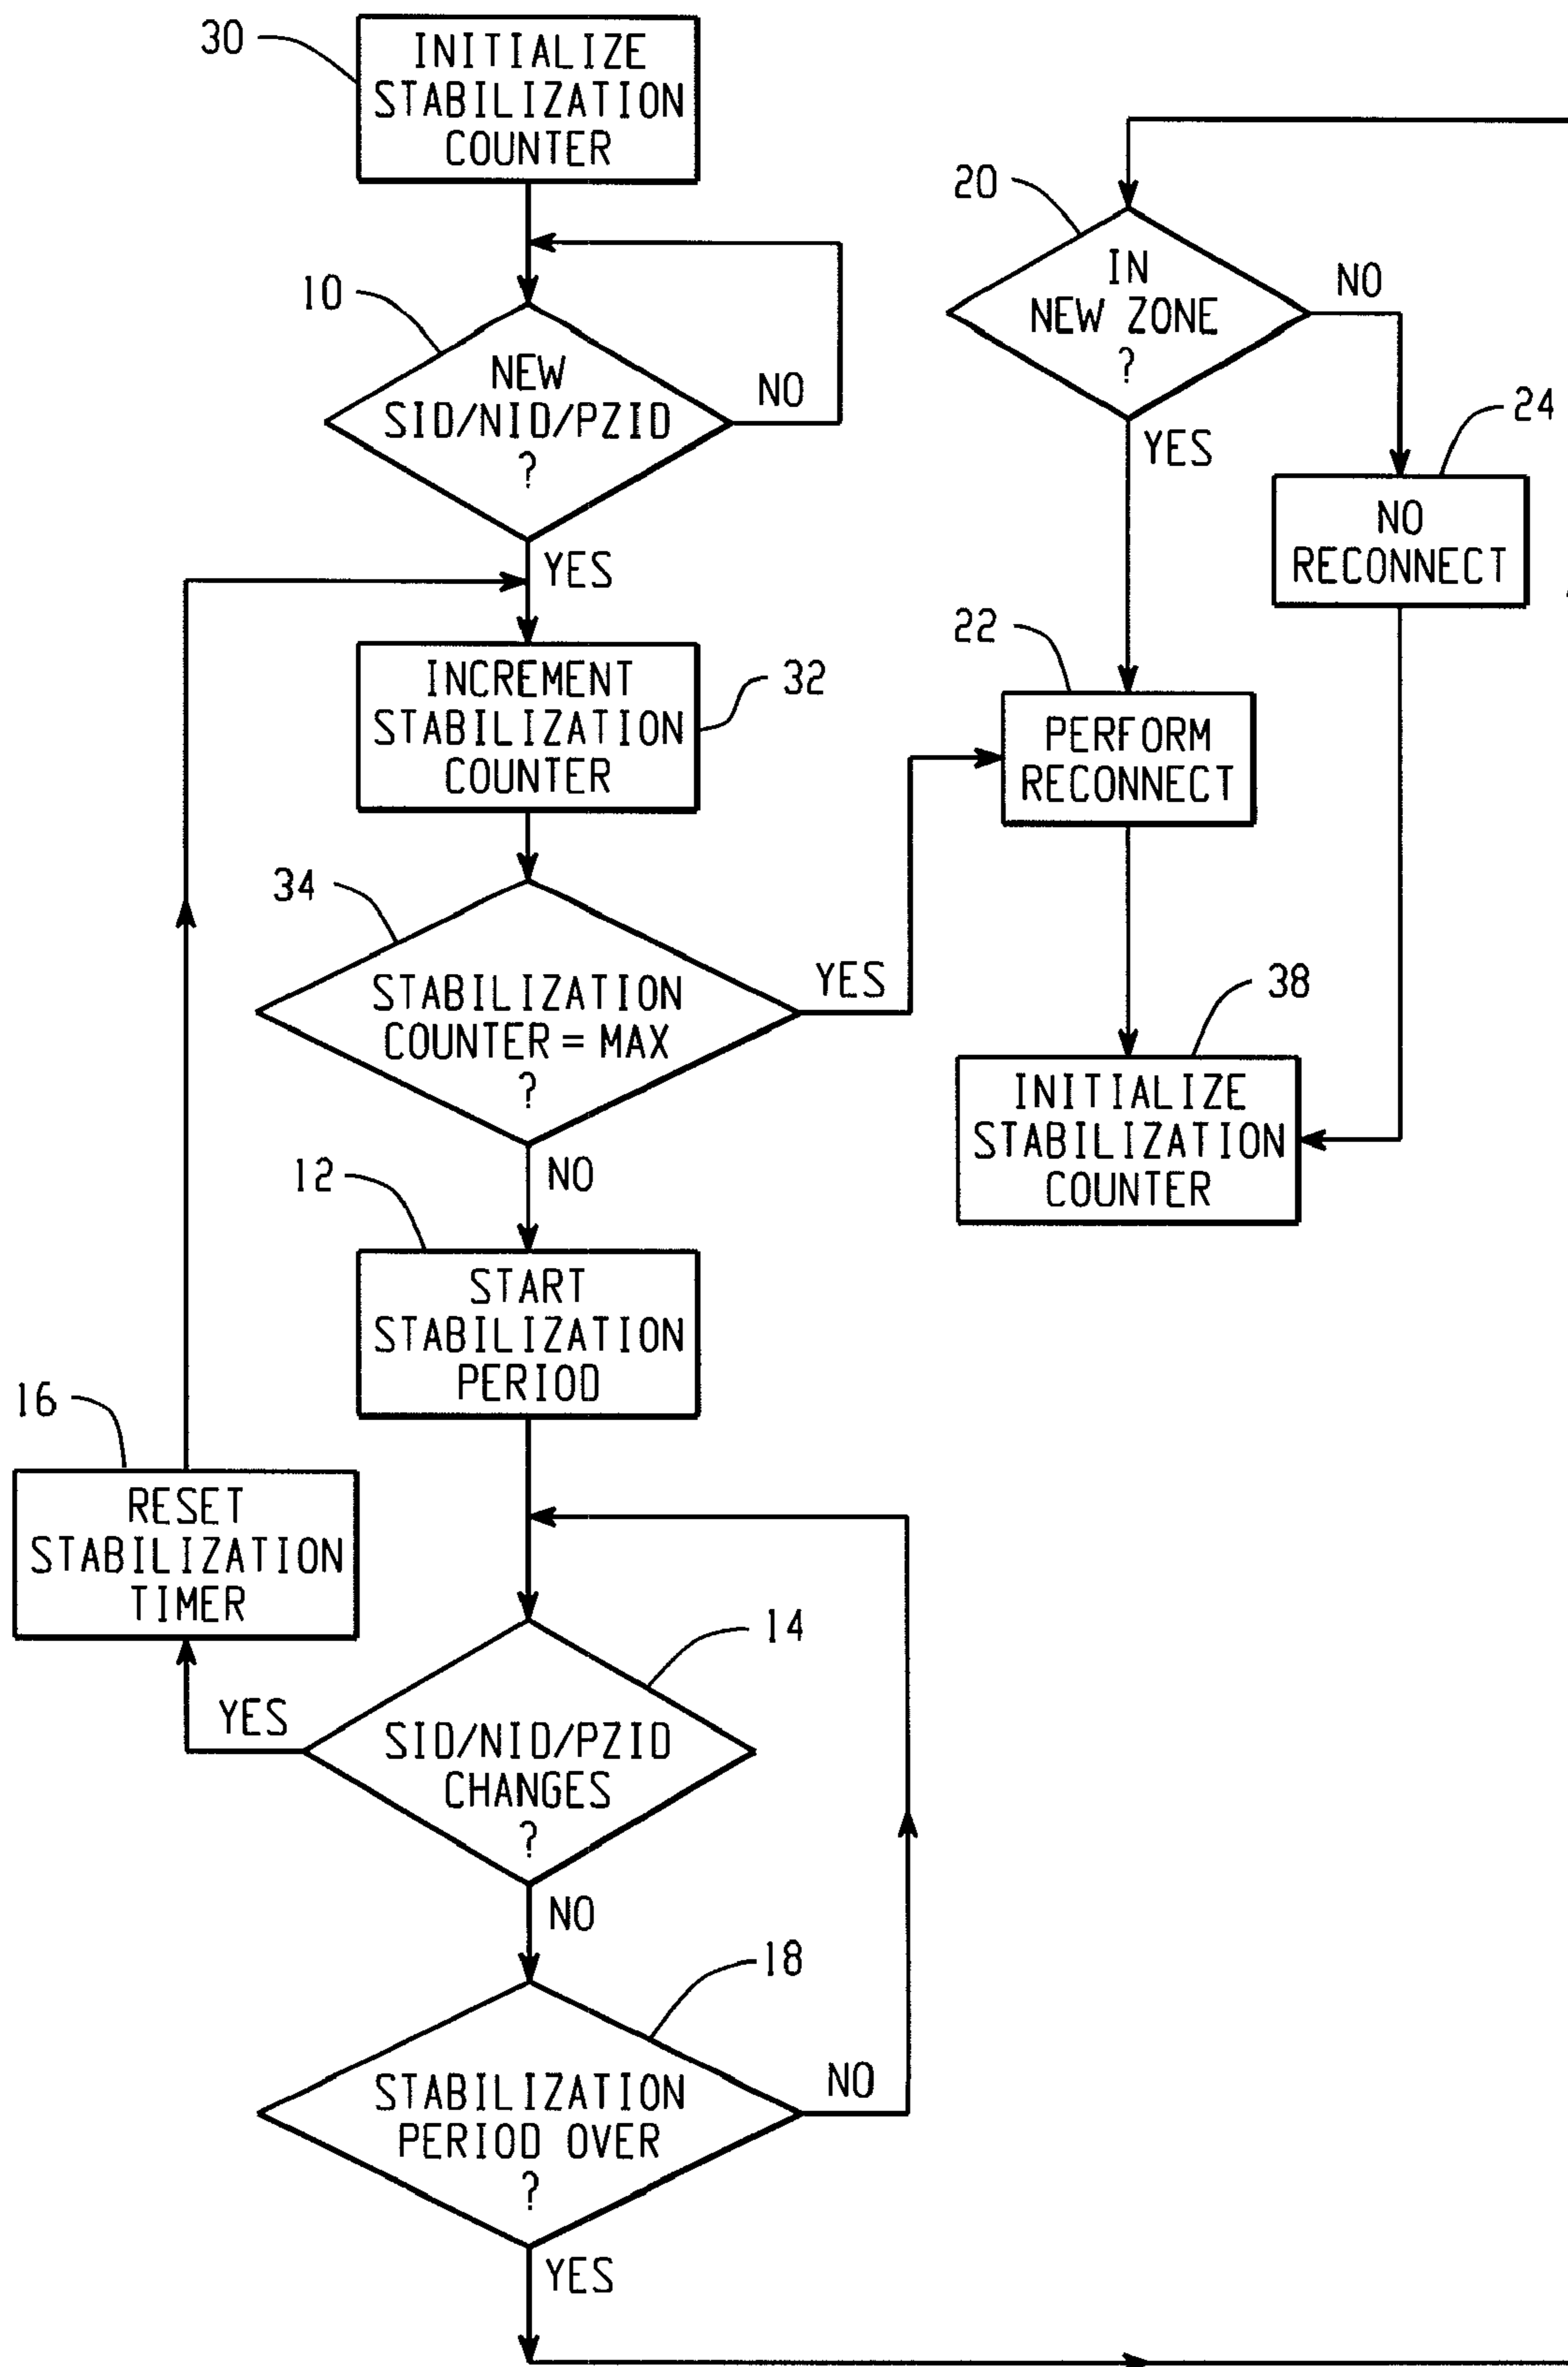 30
INITIALIZE
STABILIZATION
COUNTER
10
NEW
SID/NID/PZID
?
NO
YES
INCREMENT
STABILIZATION
COUNTER
32
34
STABILIZATION
COUNTER = MAX
?
YES
NO
12
START
STABILIZATION
PERIOD
16
RESET
STABILIZATION
TIMER
14
YES
SID/NID/PZID
CHANGES
?
NO
18
STABILIZATION
PERIOD OVER
?
NO
YES
20
IN
NEW ZONE
?
NO
YES
24
NO
RECONNECT
22
PERFORM
RECONNECT
38
INITIALIZE
STABILIZATION
COUNTER